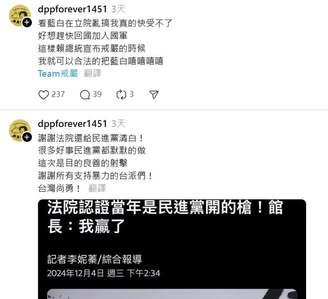 dppforever1451 3天
看藍白在立院亂搞我真的快受不了
好想趕快回國加入國軍
這樣賴總統宣布戒嚴的時候
我就可以合法的把藍白嘻嘻嘻嘻
Team戒嚴 翻譯
237 39 3
dppforever1451 3天
謝謝法院還給民進黨清白！
很多好事民進黨都默默的做
這次是目的良善的射擊
謝謝所有支持暴力的台派們！
台灣尚勇！ 翻譯
法院認證當年是民進黨開的槍！館
長：我贏了
記者李妮蓁/綜合報導
2024年12月4日 週三 下午2:34